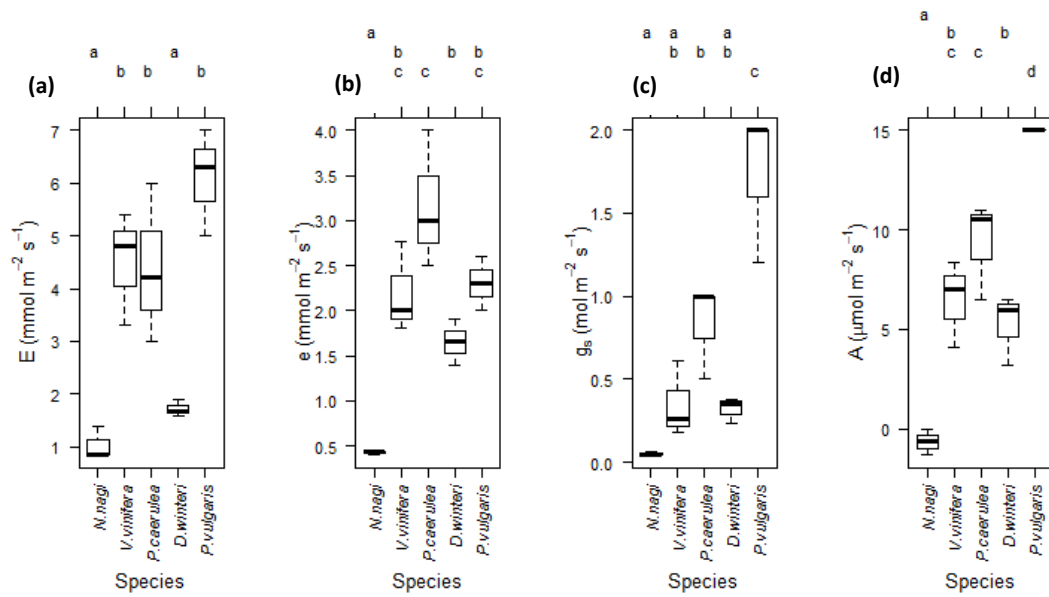 a a
b b b
(a)
E (mmol m⁻² s⁻¹)
7
6
5
4
3
2
1
N.nagi
V.vinifera
P.caerulea
D.winteri
P.vulgaris
Species
a
b b b
c c c
(b)
e (mmol m⁻² s⁻¹)
4.0
3.5
3.0
2.5
2.0
1.5
0.5
N.nagi
V.vinifera
P.caerulea
D.winteri
P.vulgaris
Species
a a a
b b b
c
(c)
gs (mol m⁻² s⁻¹)
2.0
1.5
1.0
0.5
0.0
N.nagi
V.vinifera
P.caerulea
D.winteri
P.vulgaris
Species
a
b b
c c
d
(d)
A (μmol m⁻² s⁻¹)
15
10
5
0
N.nagi
V.vinifera
P.caerulea
D.winteri
P.vulgaris
Species